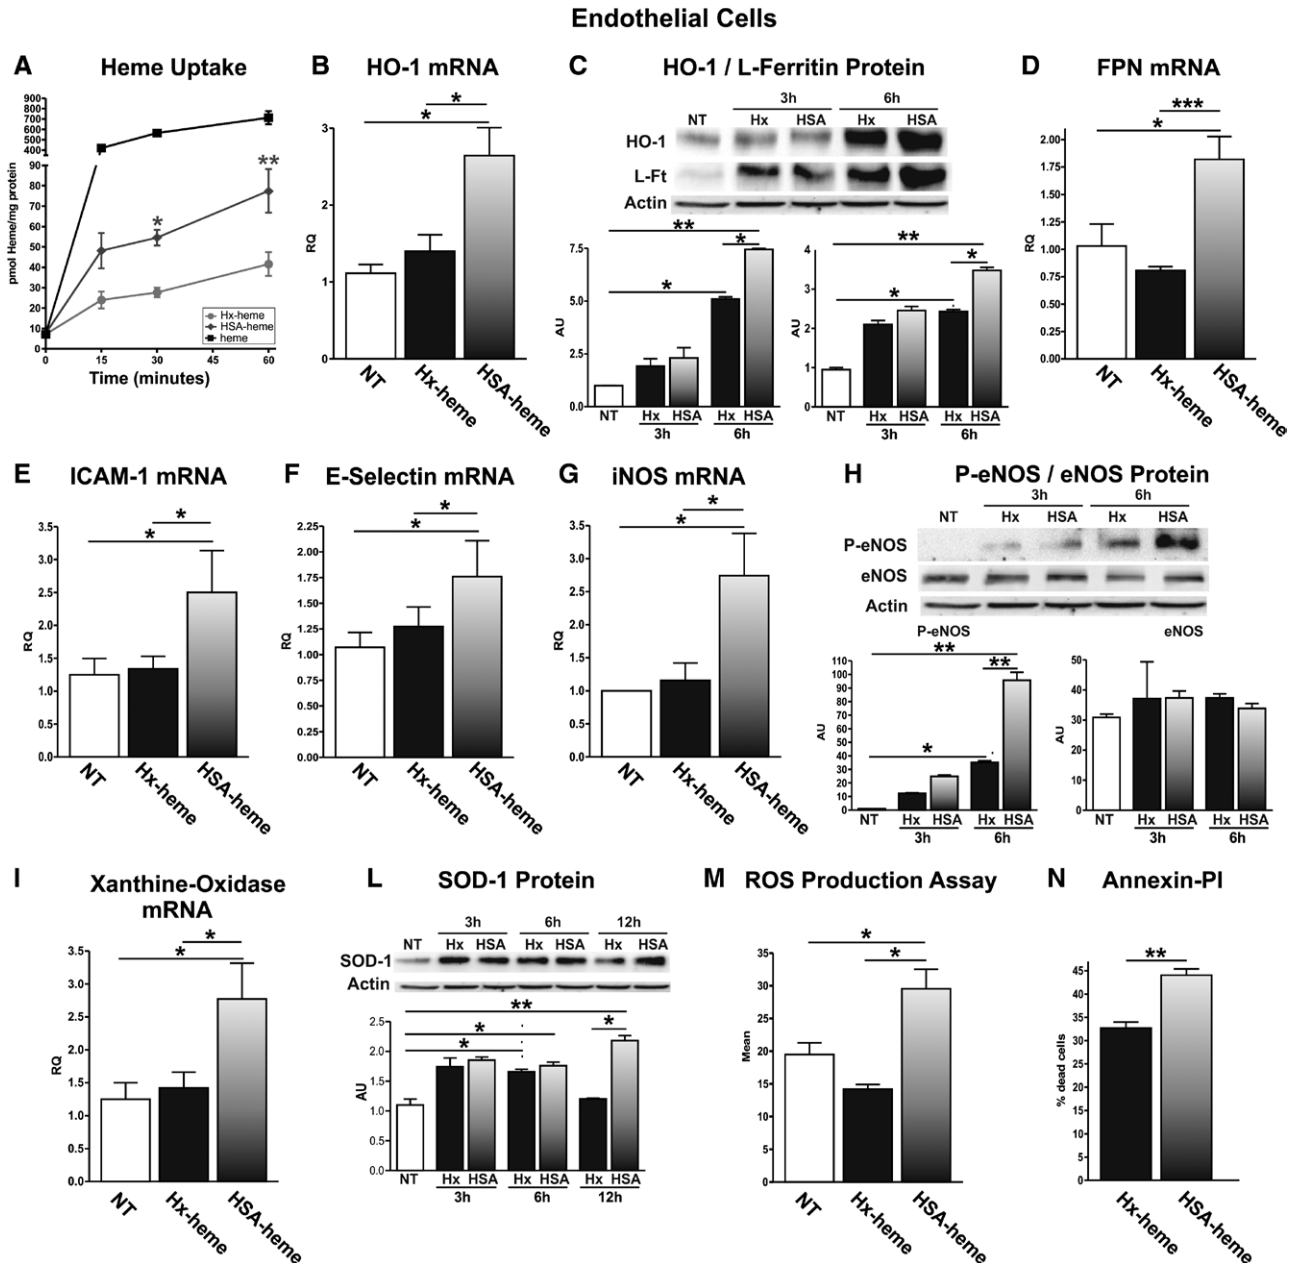 Endothelial Cells
A Heme Uptake
900
800
700
600
500
400
90
80
70
60
50
40
30
20
10
0
pmol Heme/mg protein
**
*
Hx-heme
HSA-heme
heme
0 15 30 45 60
Time (minutes)
B HO-1 mRNA
*
*
3
2
1
0
RQ
NT Hx-heme HSA-heme
C HO-1 / L-Ferritin Protein
3h 6h
NT Hx HSA Hx HSA
HO-1
L-Ft
Actin
**
*
*
7.5
5.0
2.5
0.0
AU
NT Hx HSA Hx HSA
3h 6h
**
*
*
4
3
2
1
0
AU
NT Hx HSA Hx HSA
3h 6h
D FPN mRNA
***
*
2.00
1.75
1.50
1.25
1.00
0.75
0.50
0.25
0.00
RQ
NT Hx-heme HSA-heme
E ICAM-1 mRNA
*
*
3.5
3.0
2.5
2.0
1.5
1.0
0.5
0.0
RQ
NT Hx-heme HSA-heme
F E-Selectin mRNA
*
*
2.25
2.00
1.75
1.50
1.25
1.00
0.75
0.50
0.25
0.00
RQ
NT Hx-heme HSA-heme
G iNOS mRNA
*
*
3.5
3.0
2.5
2.0
1.5
1.0
0.5
0.0
RQ
NT Hx-heme HSA-heme
H P-eNOS / eNOS Protein
3h 6h
NT Hx HSA Hx HSA
P-eNOS
eNOS
Actin
P-eNOS
**
**
*
110
100
90
80
70
60
50
40
30
20
10
0
AU
NT Hx HSA Hx HSA
3h 6h
eNOS
50
40
30
20
10
0
AU
NT Hx HSA Hx HSA
3h 6h
I Xanthine-Oxidase
mRNA
*
*
3.5
3.0
2.5
2.0
1.5
1.0
0.5
0.0
RQ
NT Hx-heme HSA-heme
L SOD-1 Protein
3h 6h 12h
NT Hx HSA Hx HSA Hx HSA
SOD-1
Actin
**
*
*
*
2.5
2.0
1.5
1.0
0.5
0.0
AU
NT Hx HSA Hx HSA Hx HSA
3h 6h 12h
M ROS Production Assay
*
*
35
30
25
20
15
10
5
0
Mean
NT Hx-heme HSA-heme
N Annexin-PI
**
45
40
35
30
25
20
15
10
5
0
% dead cells
Hx-heme HSA-heme